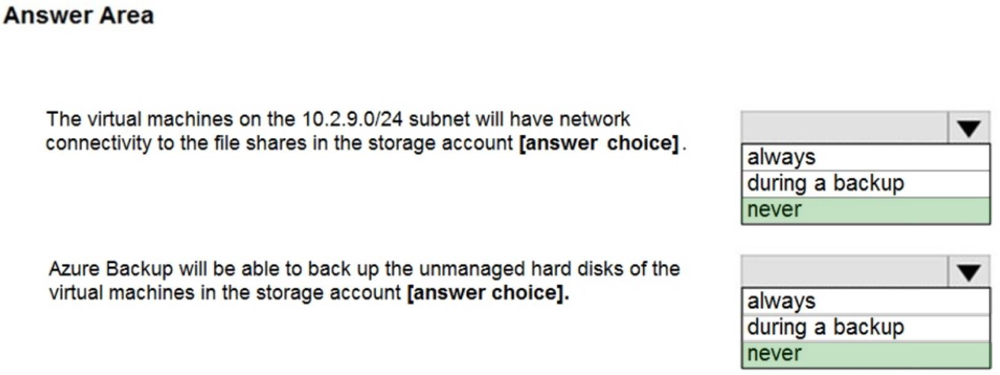 Answer Area
The virtual machines on the 10.2.9.0/24 subnet will have network
connectivity to the file shares in the storage account [answer choice].
always
during a backup
never
Azure Backup will be able to back up the unmanaged hard disks of the
virtual machines in the storage account [answer choice].
always
during a backup
never